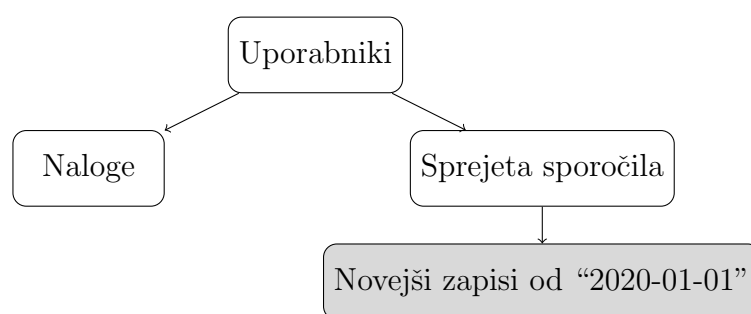 Uporabniki
Naloge
Sprejeta sporočila
Novejši zapisi od “2020-01-01”